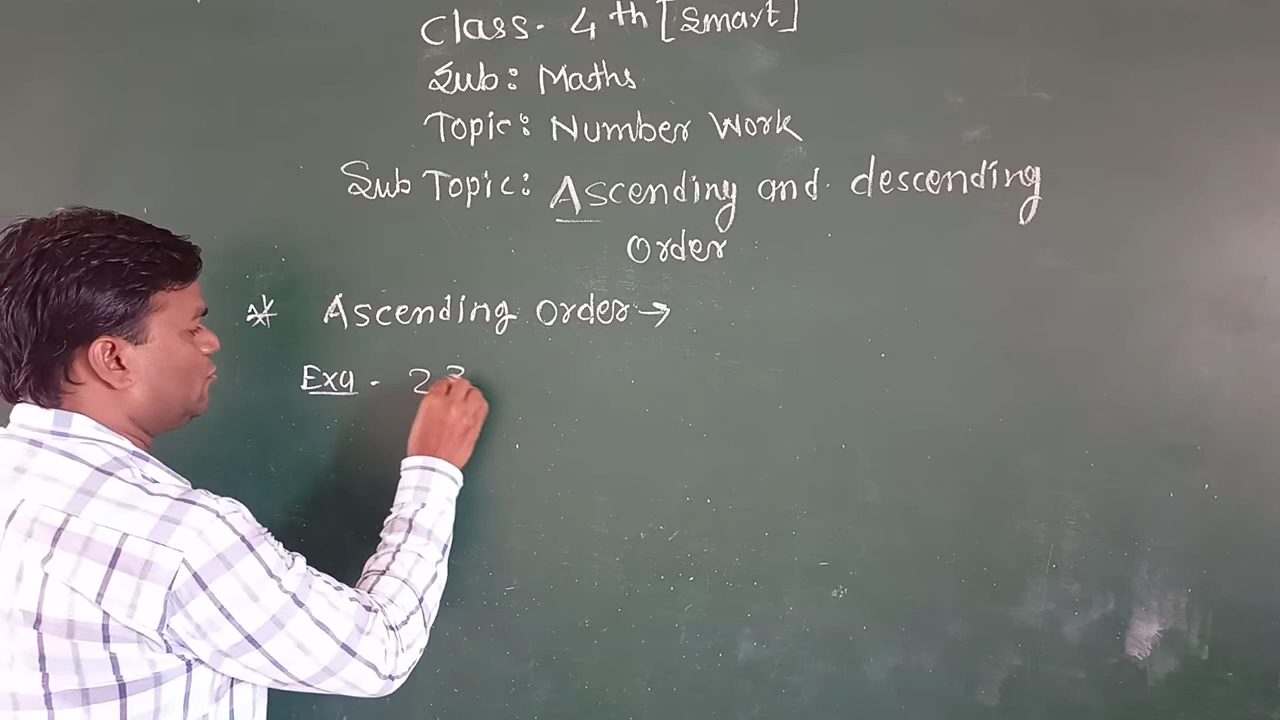 Class. 4th [Smart]
Sub: Maths
Topic: Number Work
Sub Topic: Ascending and descending
Order
* Ascending Order →
Exa. 2